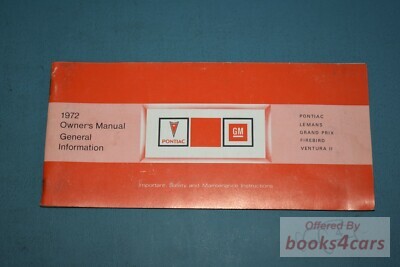 1972
Owner's Manual
General
Information
PONTIAC
GM
PONTIAC
LEMANS
GRAND PRIX
FIREBIRD
VENTURA II
Important Safety and Maintenance Instructions
Offered By
books4cars